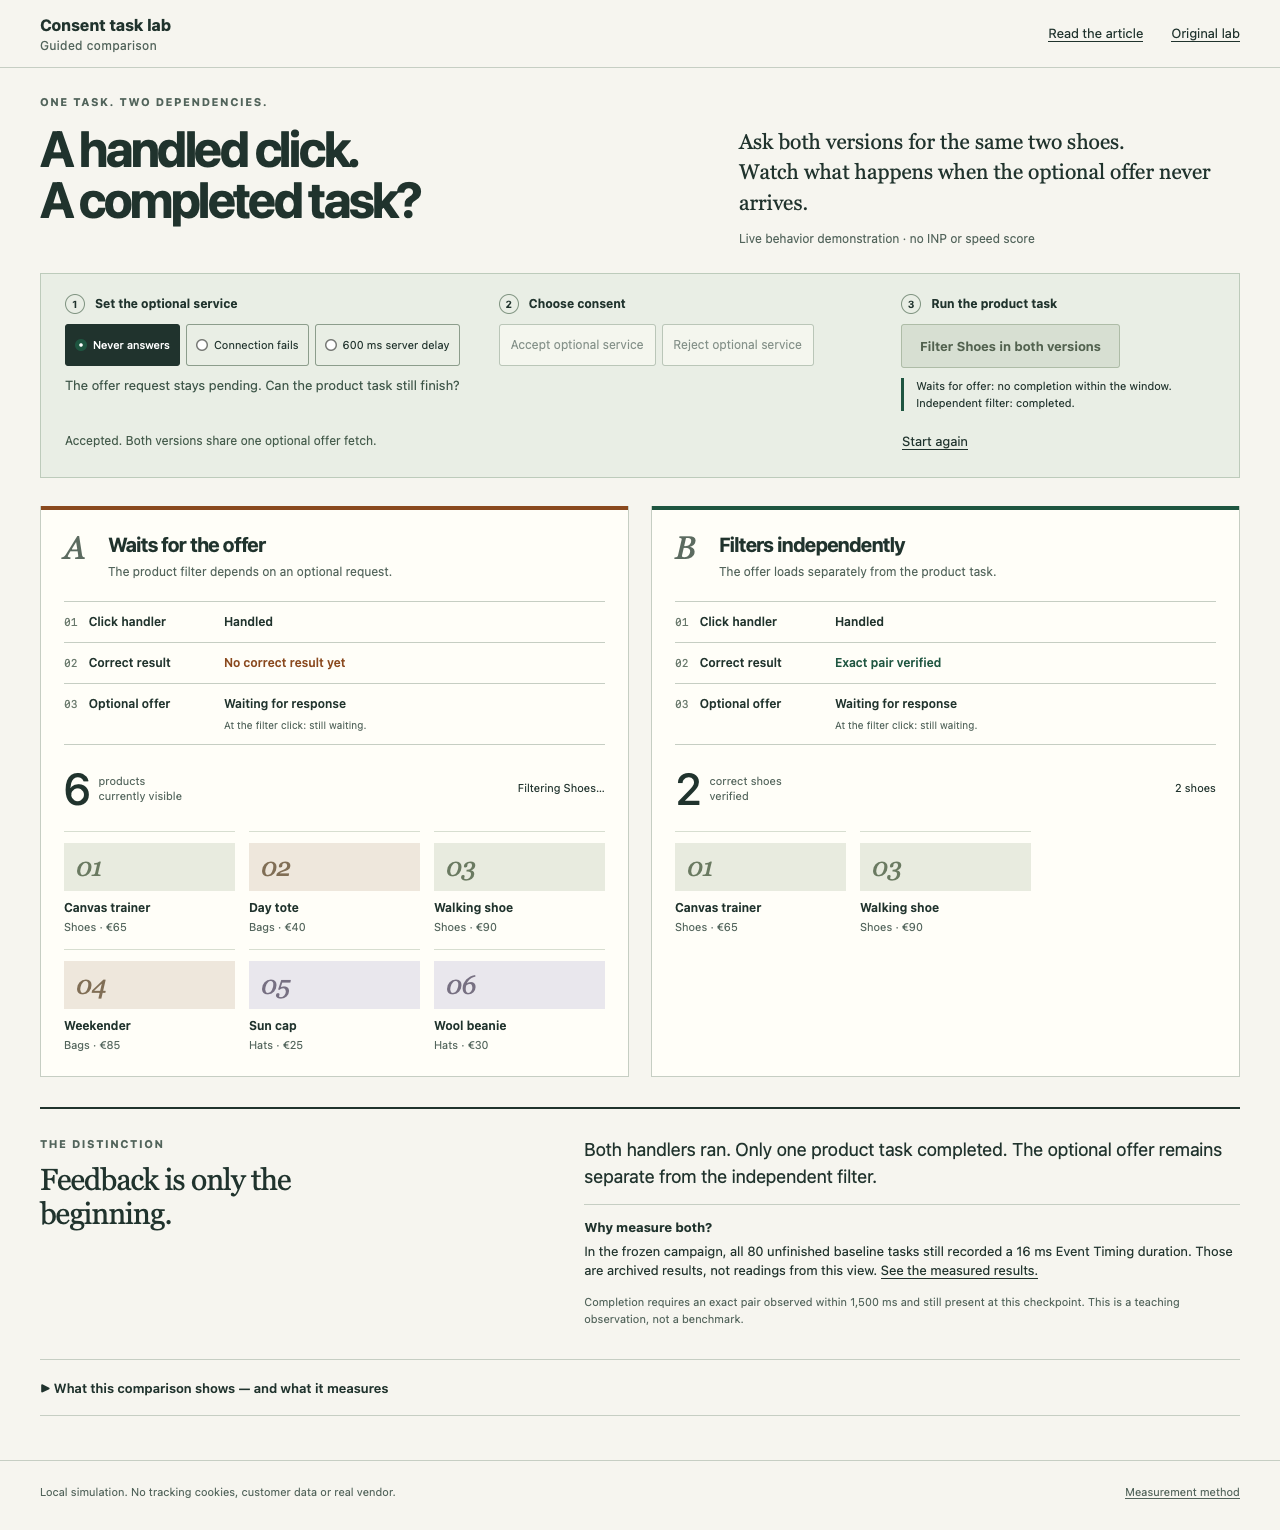 Consent task lab
Guided comparison
Read the article
Original lab
ONE TASK. TWO DEPENDENCIES.
A handled click.
A completed task?
Ask both versions for the same two shoes.
Watch what happens when the optional offer never
arrives.
Live behavior demonstration · no INP or speed score
1 Set the optional service
Never answers
Connection fails
600 ms server delay
The offer request stays pending. Can the product task still finish?
Accepted. Both versions share one optional offer fetch.
2 Choose consent
Accept optional service
Reject optional service
3 Run the product task
Filter Shoes in both versions
Waits for offer: no completion within the window.
Independent filter: completed.
Start again
A Waits for the offer
The product filter depends on an optional request.
01 Click handler Handled
02 Correct result No correct result yet
03 Optional offer Waiting for response
At the filter click: still waiting.
6 products
currently visible
Filtering Shoes...
01
Canvas trainer
Shoes · €65
02
Day tote
Bags · €40
03
Walking shoe
Shoes · €90
04
Weekender
Bags · €85
05
Sun cap
Hats · €25
06
Wool beanie
Hats · €30
B Filters independently
The offer loads separately from the product task.
01 Click handler Handled
02 Correct result Exact pair verified
03 Optional offer Waiting for response
At the filter click: still waiting.
2 correct shoes
verified
2 shoes
01
Canvas trainer
Shoes · €65
03
Walking shoe
Shoes · €90
THE DISTINCTION
Feedback is only the
beginning.
Both handlers ran. Only one product task completed. The optional offer remains
separate from the independent filter.
Why measure both?
In the frozen campaign, all 80 unfinished baseline tasks still recorded a 16 ms Event Timing duration. Those
are archived results, not readings from this view. See the measured results.
Completion requires an exact pair observed within 1,500 ms and still present at this checkpoint. This is a teaching
observation, not a benchmark.
What this comparison shows — and what it measures
Local simulation. No tracking cookies, customer data or real vendor.
Measurement method